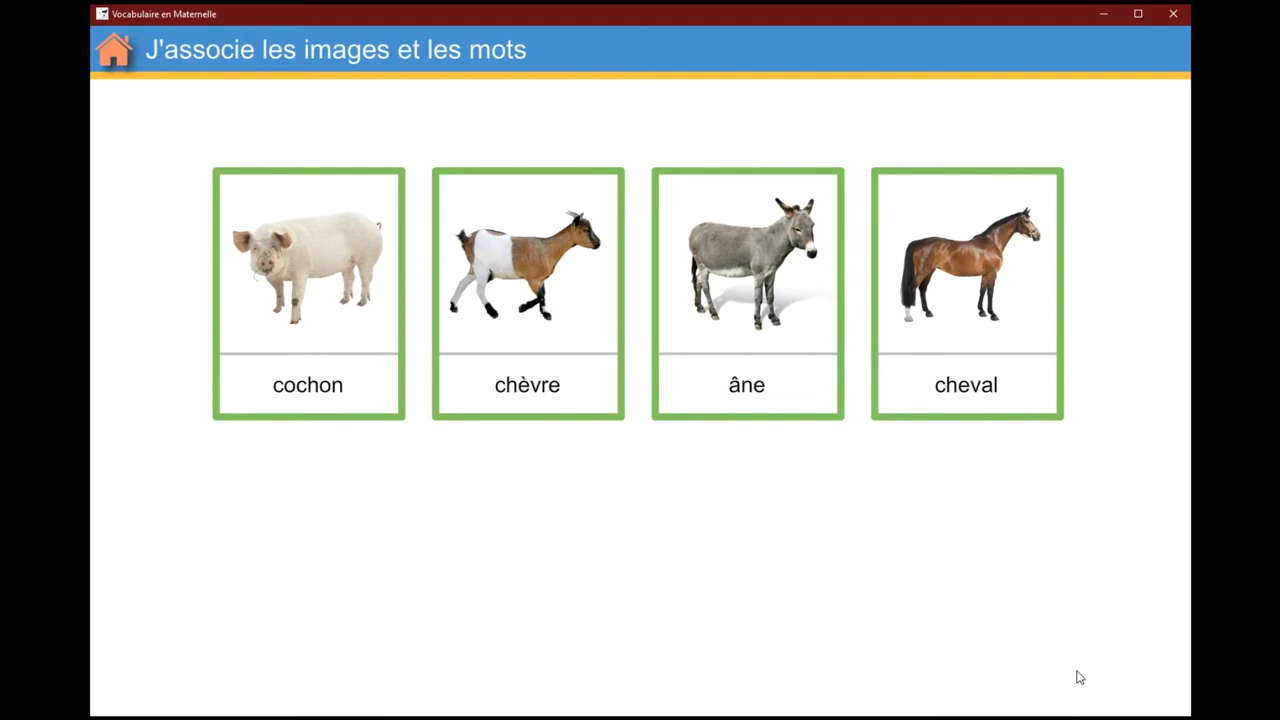 Vocabulaire en Maternelle
J'associe les images et les mots
cochon
chèvre
âne
cheval